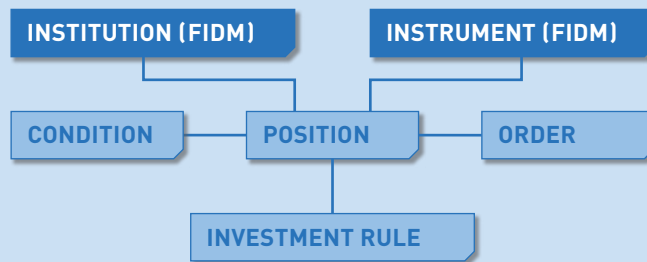 INSTITUTION (FIDM)
INSTRUMENT (FIDM)
CONDITION
POSITION
ORDER
INVESTMENT RULE